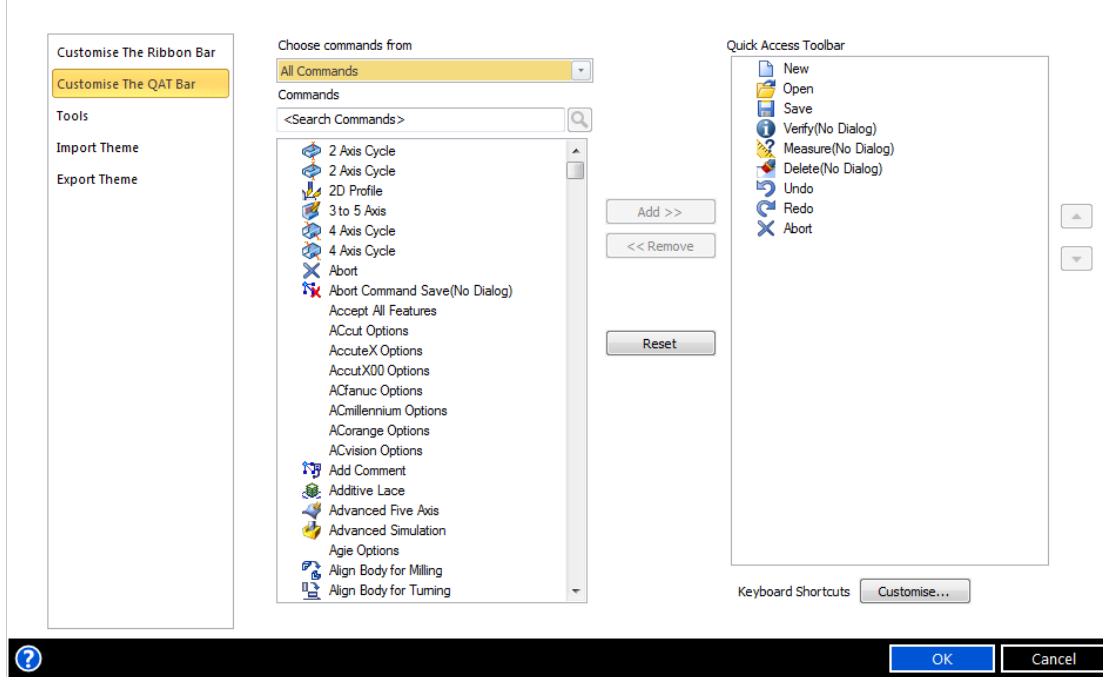 Customise The Ribbon Bar
Customise The QAT Bar
Tools
Import Theme
Export Theme
Choose commands from
All Commands
Commands
<Search Commands>
2 Axis Cycle
2 Axis Cycle
2D Profile
3 to 5 Axis
4 Axis Cycle
4 Axis Cycle
Abort
Abort Command Save(No Dialog)
Accept All Features
ACcut Options
AccuteX Options
AccutX00 Options
ACfanuc Options
ACmillennium Options
ACorange Options
ACvision Options
Add Comment
Additive Lace
Advanced Five Axis
Advanced Simulation
Agie Options
Align Body for Milling
Align Body for Turning
Add >>
<< Remove
Reset
Quick Access Toolbar
New
Open
Save
Verify(No Dialog)
Measure(No Dialog)
Delete(No Dialog)
Undo
Redo
Abort
Keyboard Shortcuts
Customise...
OK
Cancel